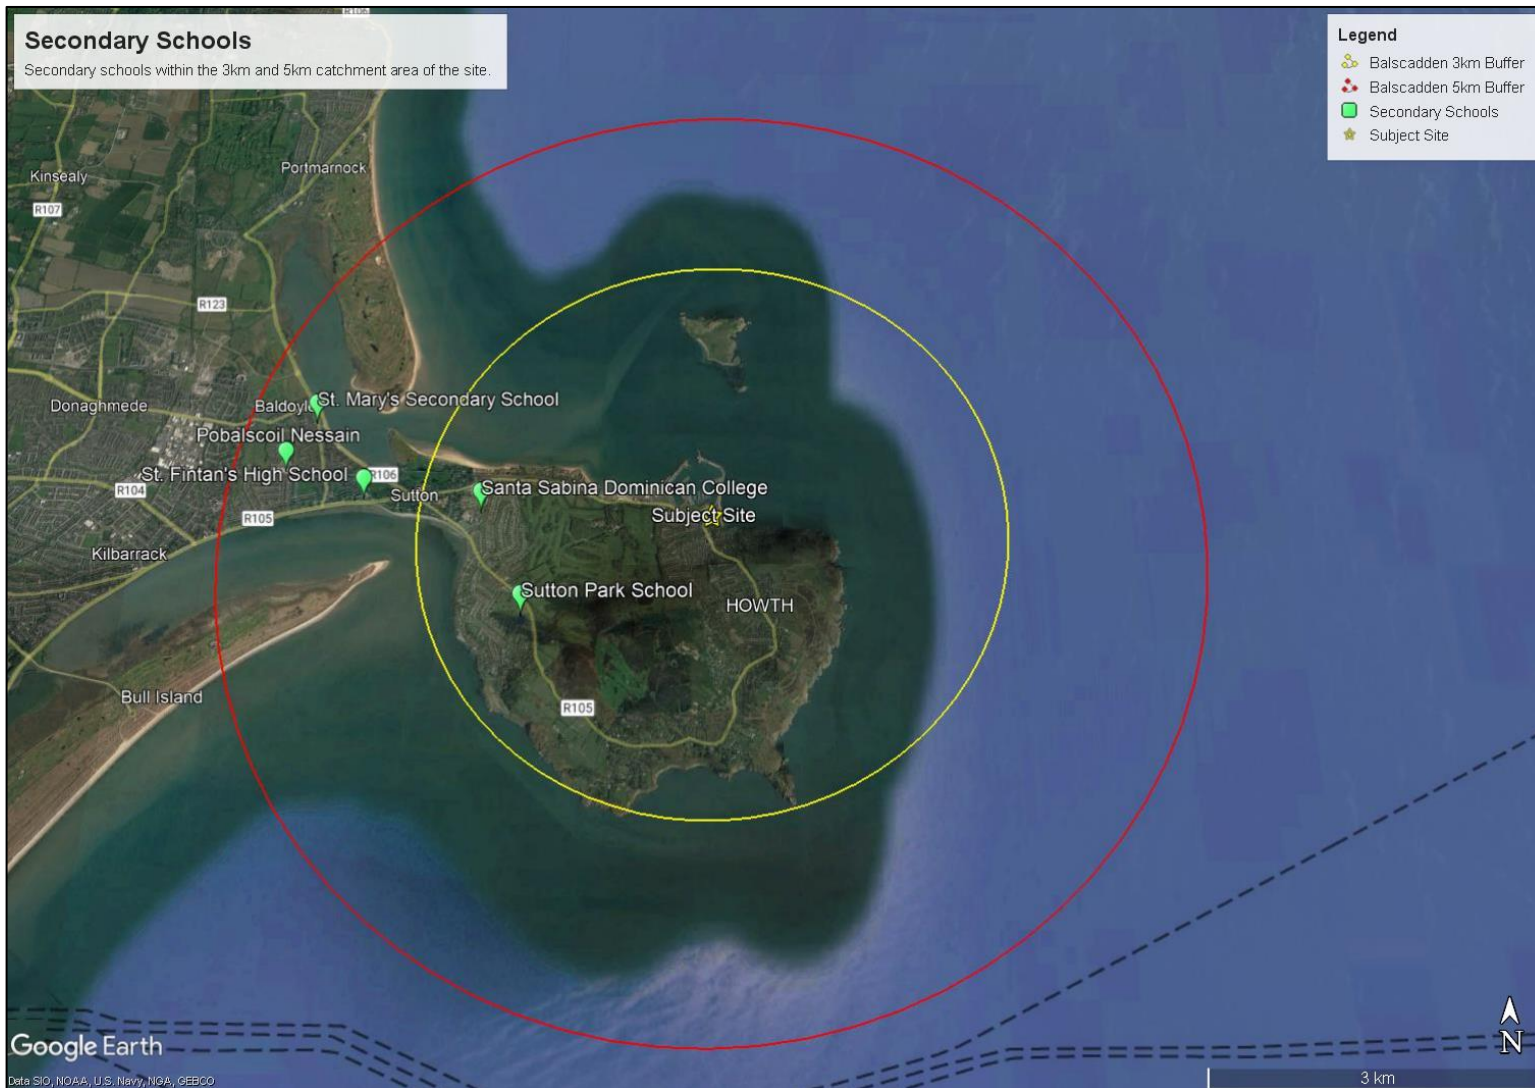 R106
Secondary Schools
Secondary schools within the 3km and 5km catchment area of the site.
Legend
Balscadden 3km Buffer
Balscadden 5km Buffer
Secondary Schools
Subject Site
Portmarnock
Kinsealy
R107
R123
Donaghmede
Baldoyle
St. Mary's Secondary School
Pobalscoil Nessain
St. Fintan's High School
R106
R104
Sutton
Santa Sabina Dominican College
Subject Site
R105
Kilbarrack
Sutton Park School
HOWTH
Bull Island
R105
Google Earth
N
Data SIO, NOAA, U.S. Navy, NGA, GEBCO
3 km